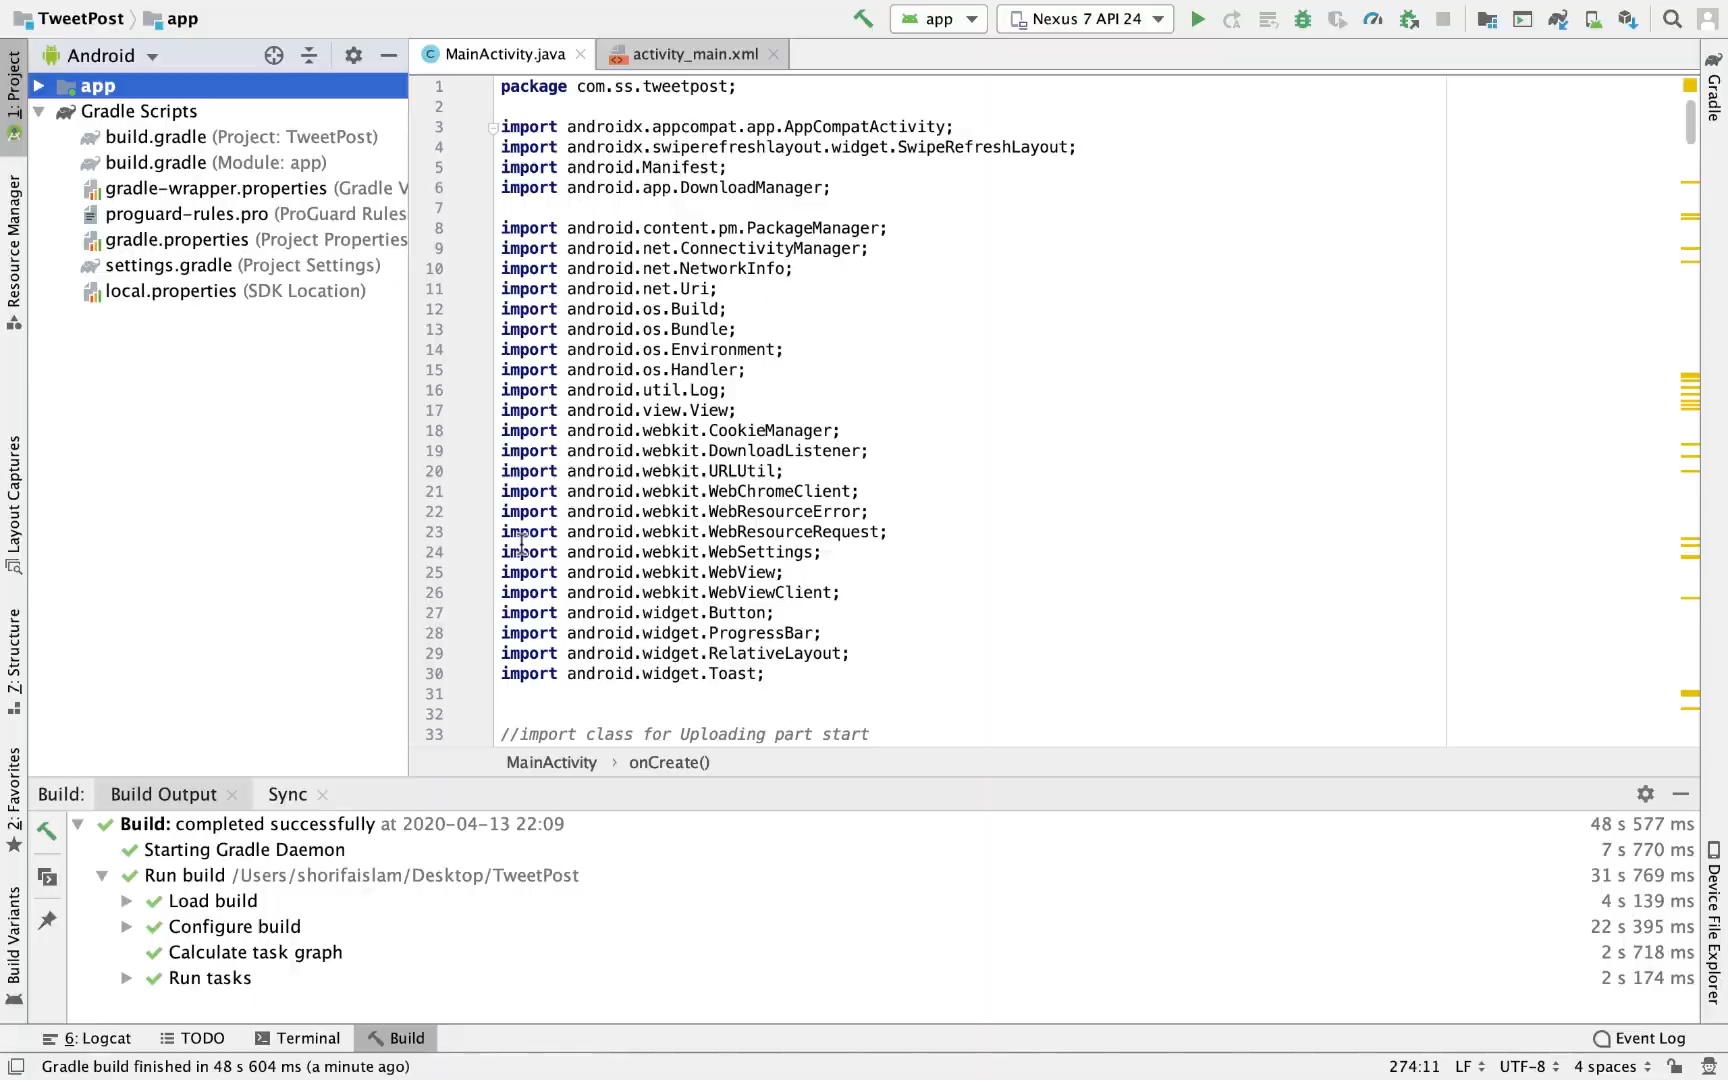 TweetPost app
app
Nexus 7 API 24
1: Project
Resource Manager
Layout Captures
Z: Structure
2: Favorites
Build Variants
Android
app
Gradle Scripts
build.gradle (Project: TweetPost)
build.gradle (Module: app)
gradle-wrapper.properties (Gradle V
proguard-rules.pro (ProGuard Rules
gradle.properties (Project Properties
settings.gradle (Project Settings)
local.properties (SDK Location)
MainActivity.java
activity_main.xml
1 package com.ss.tweetpost;
2
3 import androidx.appcompat.app.AppCompatActivity;
4 import androidx.swiperefreshlayout.widget.SwipeRefreshLayout;
5 import android.Manifest;
6 import android.app.DownloadManager;
7
8 import android.content.pm.PackageManager;
9 import android.net.ConnectivityManager;
10 import android.net.NetworkInfo;
11 import android.net.Uri;
12 import android.os.Build;
13 import android.os.Bundle;
14 import android.os.Environment;
15 import android.os.Handler;
16 import android.util.Log;
17 import android.view.View;
18 import android.webkit.CookieManager;
19 import android.webkit.DownloadListener;
20 import android.webkit.URLUtil;
21 import android.webkit.WebChromeClient;
22 import android.webkit.WebResourceError;
23 import android.webkit.WebResourceRequest;
24 import android.webkit.WebSettings;
25 import android.webkit.WebView;
26 import android.webkit.WebViewClient;
27 import android.widget.Button;
28 import android.widget.ProgressBar;
29 import android.widget.RelativeLayout;
30 import android.widget.Toast;
31
32
33 //import class for Uploading part start
MainActivity › onCreate()
Gradle
Device File Explorer
Build: Build Output Sync
Build: completed successfully at 2020-04-13 22:09 48 s 577 ms
Starting Gradle Daemon 7 s 770 ms
Run build /Users/shorifaislam/Desktop/TweetPost 31 s 769 ms
Load build 4 s 139 ms
Configure build 22 s 395 ms
Calculate task graph 2 s 718 ms
Run tasks 2 s 174 ms
6: Logcat TODO Terminal Build Event Log
Gradle build finished in 48 s 604 ms (a minute ago) 274:11 LF UTF-8 4 spaces